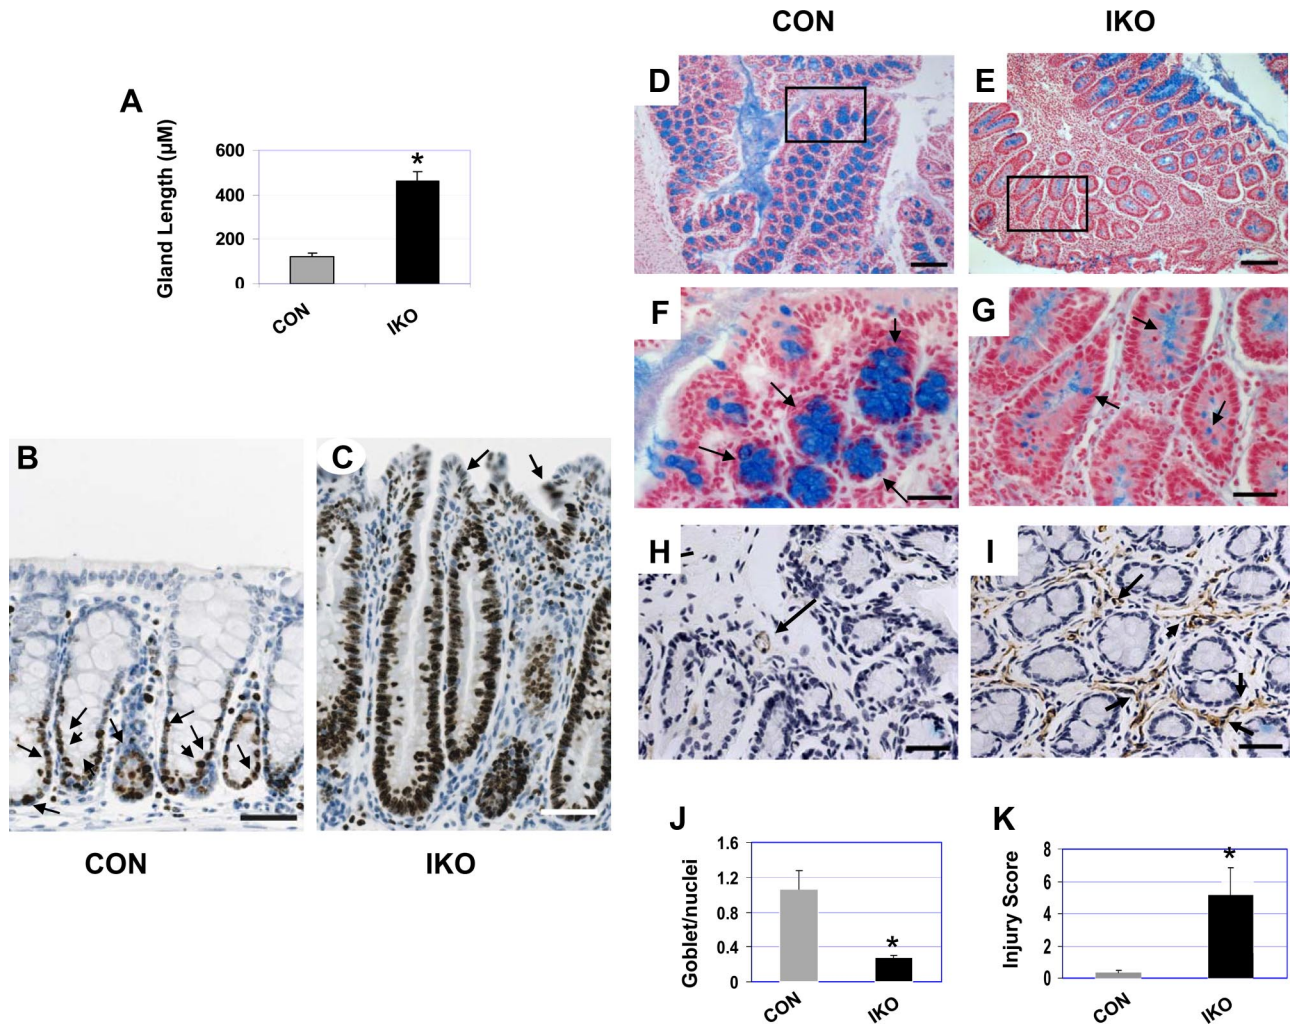 CON
IKO
A
Gland Length (µM)
600
400
200
0
*
CON
IKO
B
C
CON
IKO
D
E
F
G
H
I
J
Goblet/nuclei
1.6
1.2
0.8
0.4
0
*
CON
IKO
K
Injury Score
8
6
4
2
0
*
CON
IKO